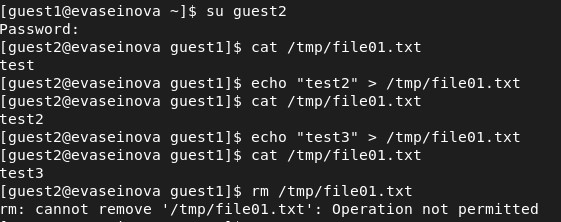 [guest1@evaseinova ~]$ su guest2
Password:
[guest2@evaseinova guest1]$ cat /tmp/file01.txt
test
[guest2@evaseinova guest1]$ echo "test2" > /tmp/file01.txt
[guest2@evaseinova guest1]$ cat /tmp/file01.txt
test2
[guest2@evaseinova guest1]$ echo "test3" > /tmp/file01.txt
[guest2@evaseinova guest1]$ cat /tmp/file01.txt
test3
[guest2@evaseinova guest1]$ rm /tmp/file01.txt
rm: cannot remove '/tmp/file01.txt': Operation not permitted